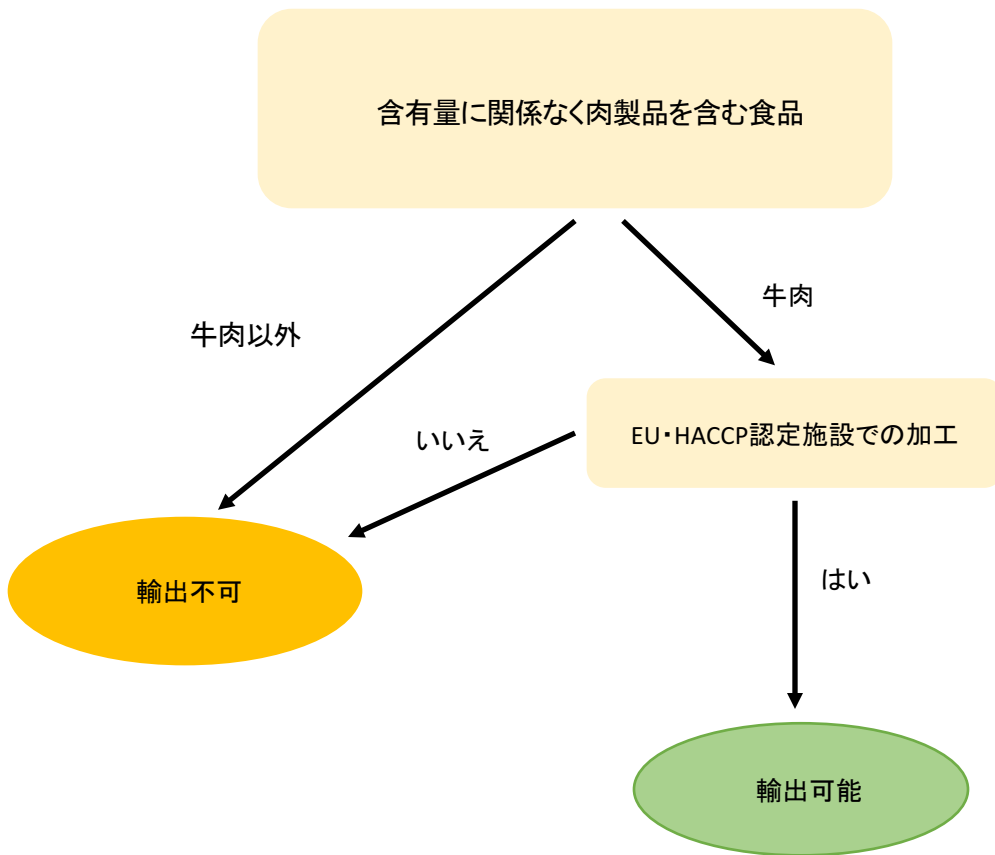 含有量に関係なく肉製品を含む食品
牛肉
牛肉以外
いいえ
EU・HACCP認定施設での加工
輸出不可
はい
輸出可能